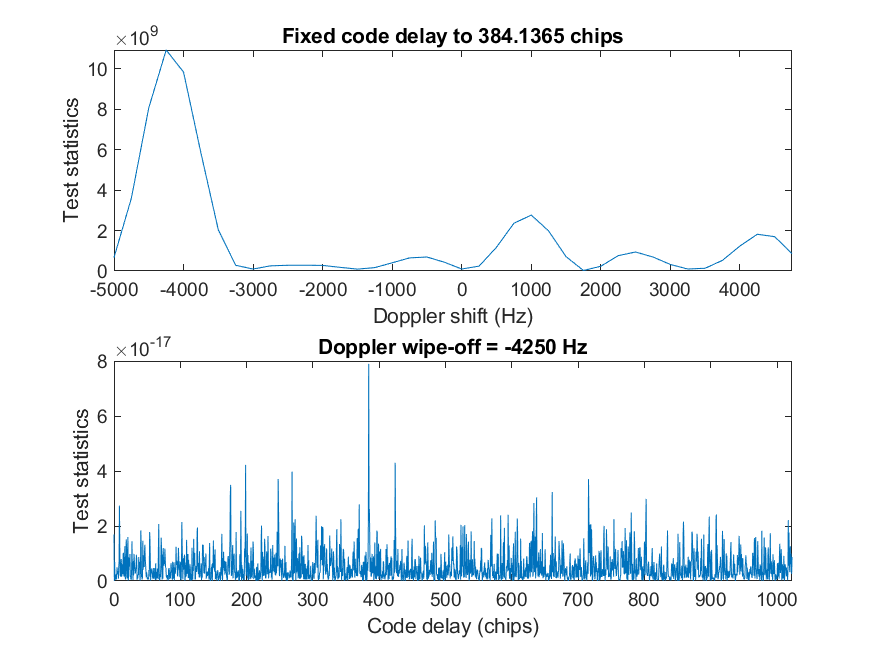 ×10^9
Fixed code delay to 384.1365 chips
10
8
6
4
2
0
Test statistics
-5000 -4000 -3000 -2000 -1000 0 1000 2000 3000 4000
Doppler shift (Hz)
×10^-17
Doppler wipe-off = -4250 Hz
8
6
4
2
0
Test statistics
0 100 200 300 400 500 600 700 800 900 1000
Code delay (chips)